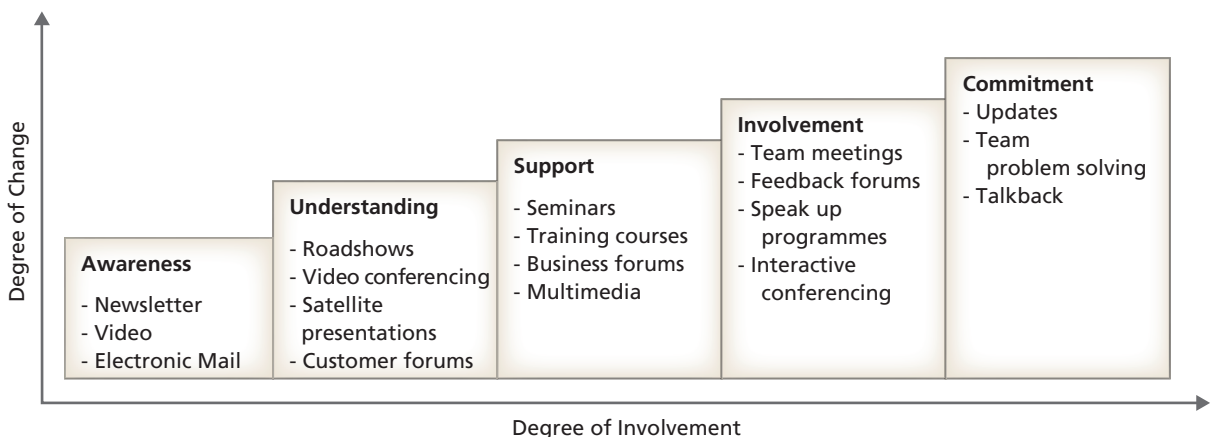 Degree of Change
Awareness
- Newsletter
- Video
- Electronic Mail
Understanding
- Roadshows
- Video conferencing
- Satellite
presentations
- Customer forums
Support
- Seminars
- Training courses
- Business forums
- Multimedia
Involvement
- Team meetings
- Feedback forums
- Speak up
programmes
- Interactive
conferencing
Commitment
- Updates
- Team
problem solving
- Talkback
Degree of Involvement